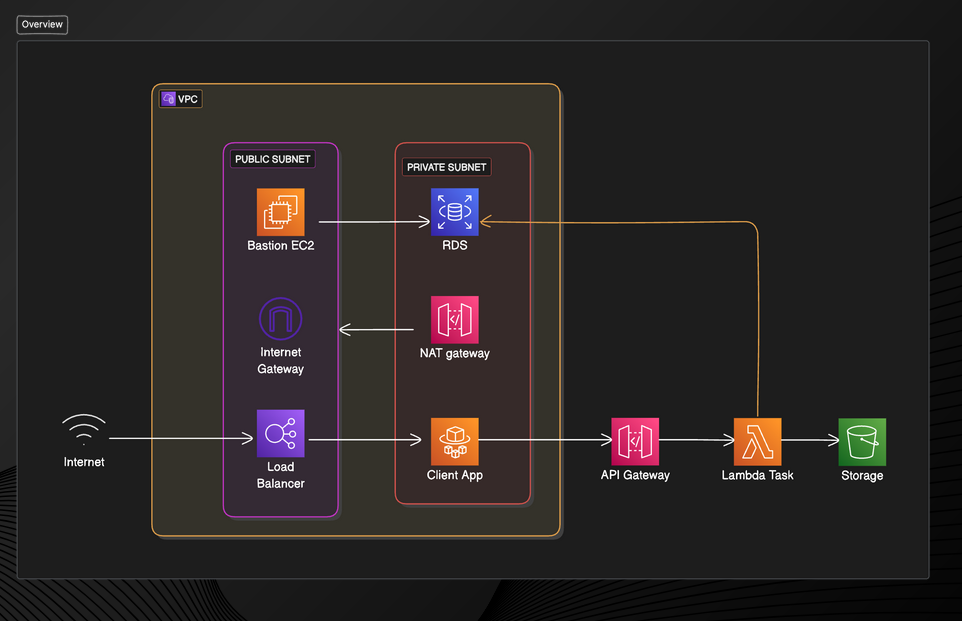 Overview
VPC
PUBLIC SUBNET
PRIVATE SUBNET
Bastion EC2
RDS
Internet
Gateway
NAT gateway
Internet
Load
Balancer
Client App
API Gateway
Lambda Task
Storage